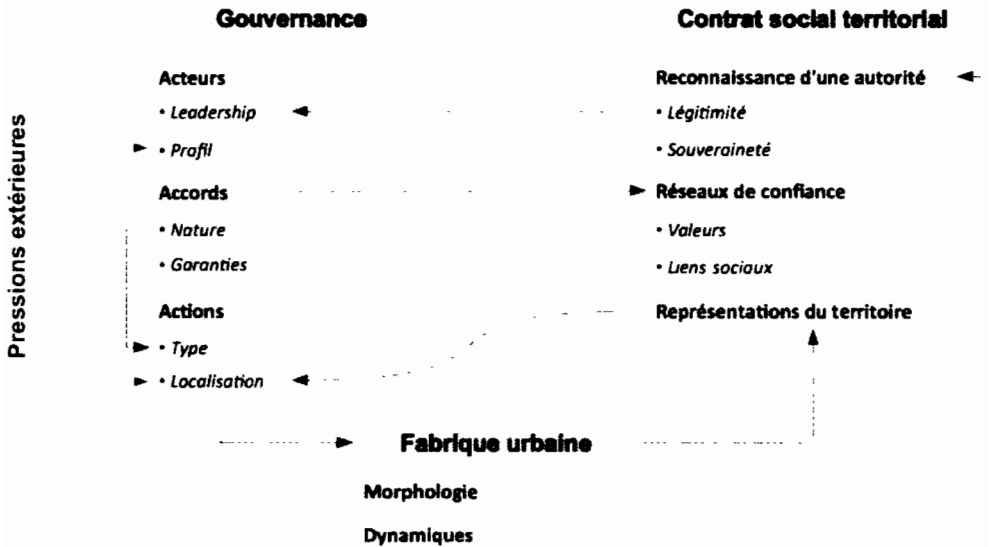 Gouvernance
Contrat social territorial
Pressions extérieures
Acteurs
• Leadership
• Profil
Accords
• Nature
• Garanties
Actions
• Type
• Localisation
Reconnaissance d'une autorité
• Légitimité
• Souveraineté
Réseaux de confiance
• Valeurs
• Liens sociaux
Représentations du territoire
Fabrique urbaine
Morphologie
Dynamiques